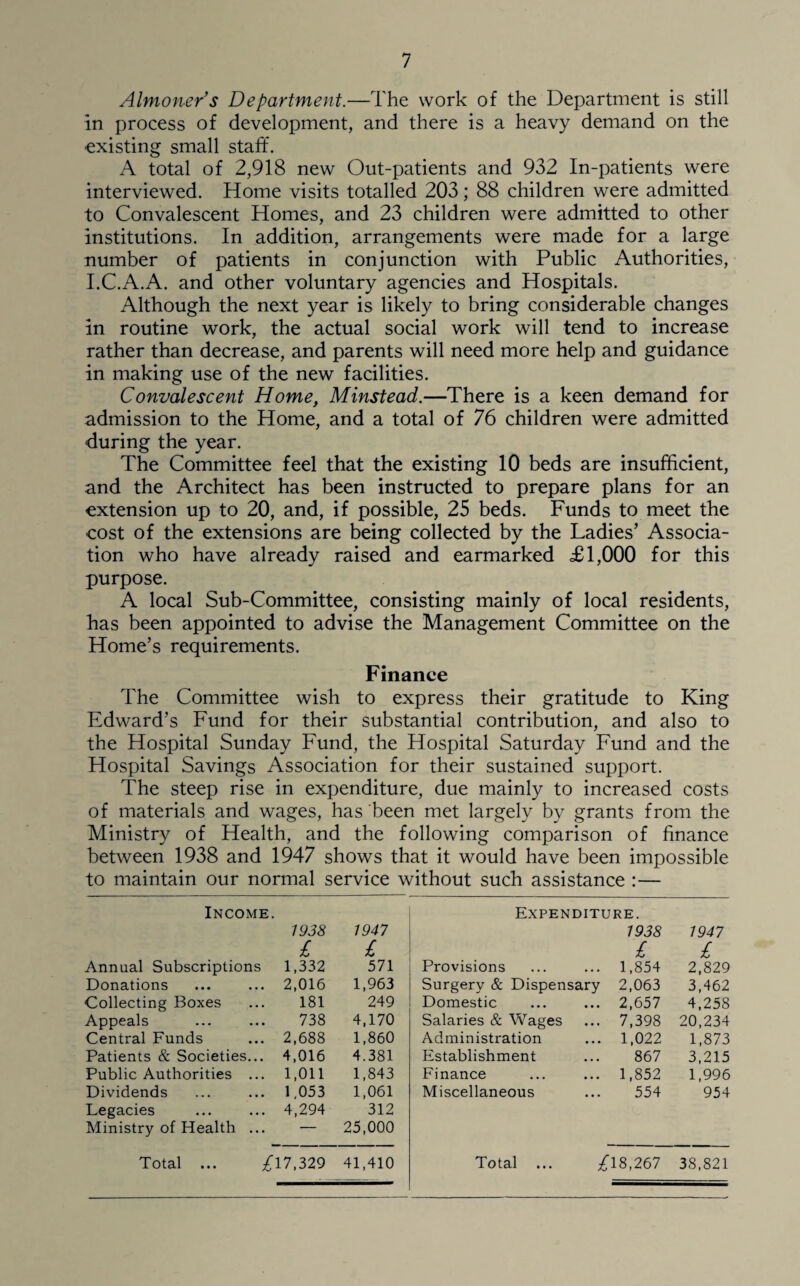 7
Almoner's Department.—The work of the Department is still
in process of development, and there is a heavy demand on the
existing small staff.
A total of 2,918 new Out-patients and 932 In-patients were
interviewed. Home visits totalled 203; 88 children were admitted
to Convalescent Homes, and 23 children were admitted to other
institutions. In addition, arrangements were made for a large
number of patients in conjunction with Public Authorities,
I.C.A.A. and other voluntary agencies and Hospitals.
Although the next year is likely to bring considerable changes
in routine work, the actual social work will tend to increase
rather than decrease, and parents will need more help and guidance
in making use of the new facilities.
Convalescent Home, Minstead.—There is a keen demand for
admission to the Home, and a total of 76 children were admitted
during the year.
The Committee feel that the existing 10 beds are insufficient,
and the Architect has been instructed to prepare plans for an
extension up to 20, and, if possible, 25 beds. Funds to meet the
cost of the extensions are being collected by the Ladies' Associa-
tion who have already raised and earmarked £1,000 for this
purpose.
A local Sub-Committee, consisting mainly of local residents,
has been appointed to advise the Management Committee on the
Home's requirements.
Finance
The Committee wish to express their gratitude to King
Edward's Fund for their substantial contribution, and also to
the Hospital Sunday Fund, the Hospital Saturday Fund and the
Hospital Savings Association for their sustained support.
The steep rise in expenditure, due mainly to increased costs
of materials and wages, has been met largely by grants from the
Ministry of Health, and the following comparison of finance
between 1938 and 1947 shows that it would have been impossible
to maintain our normal service without such assistance :—
Income.
1938 1947
£ £
Annual Subscriptions 1,332 571
Donations ... ... 2,016 1,963
Collecting Boxes ... 181 249
Appeals ... ... 738 4,170
Central Funds ... 2,688 1,860
Patients & Societies... 4,016 4.381
Public Authorities ... 1,011 1,843
Dividends ... ... 1,053 1,061
Legacies ... ... 4,294 312
Ministry of Health ... — 25,000
Total ... £17,329 41,410
Expenditure.
1938 1947
£ £
Provisions ... ... 1,854 2,829
Surgery & Dispensary 2,063 3,462
Domestic ... ... 2,657 4,258
Salaries & Wages ... 7,398 20,234
Administration ... 1,022 1,873
Establishment ... 867 3,215
Finance ... ... 1,852 1,996
Miscellaneous ... 554 954
Total ... £18,267 38,821